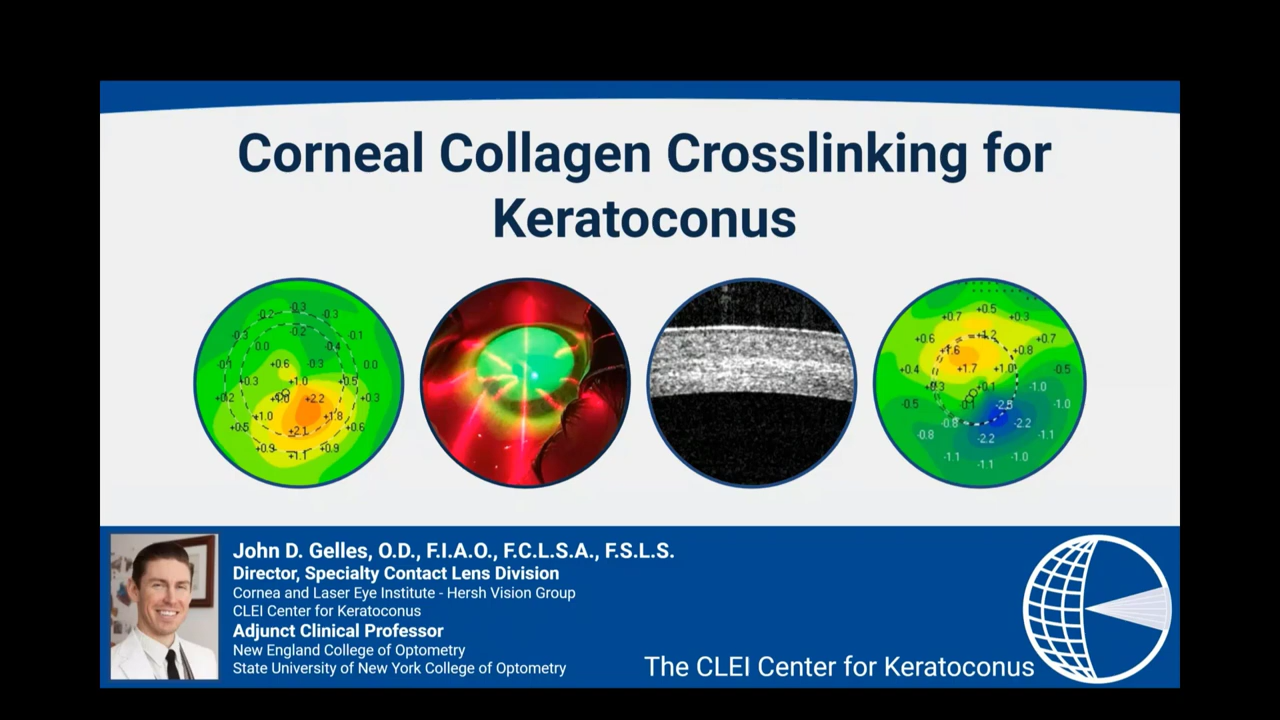 Corneal Collagen Crosslinking for
Keratoconus
John D. Gelles, O.D., F.I.A.O., F.C.L.S.A., F.S.L.S.
Director, Specialty Contact Lens Division
Cornea and Laser Eye Institute - Hersh Vision Group
CLEI Center for Keratoconus
Adjunct Clinical Professor
New England College of Optometry
State University of New York College of Optometry
The CLEI Center for Keratoconus